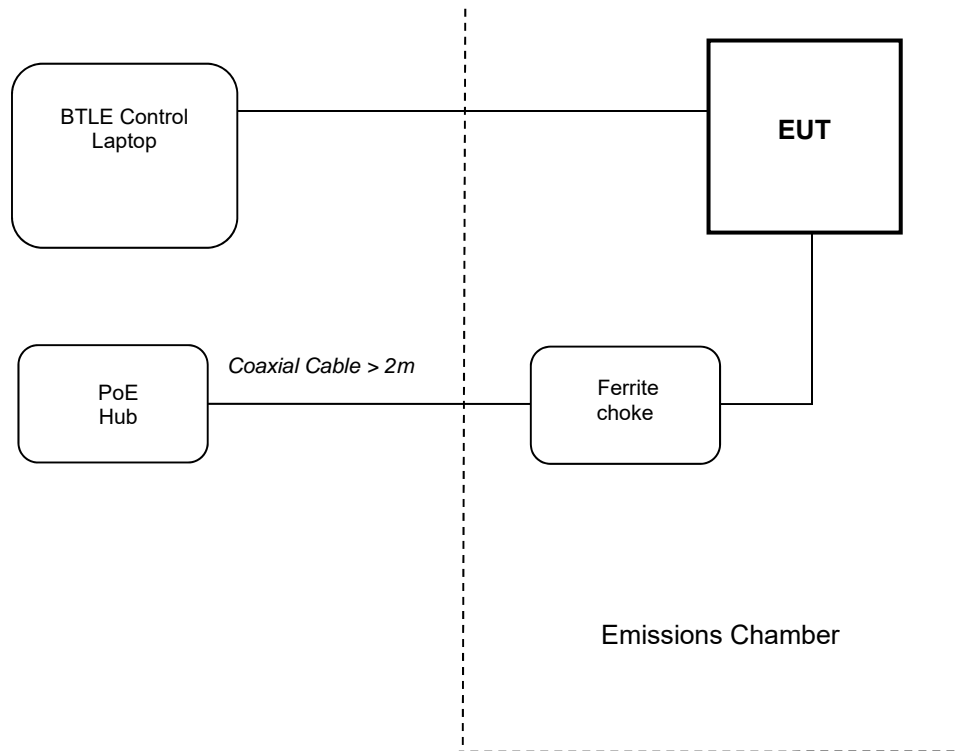 BTLE Control
Laptop
EUT
Coaxial Cable > 2m
PoE
Hub
Ferrite
choke
Emissions Chamber